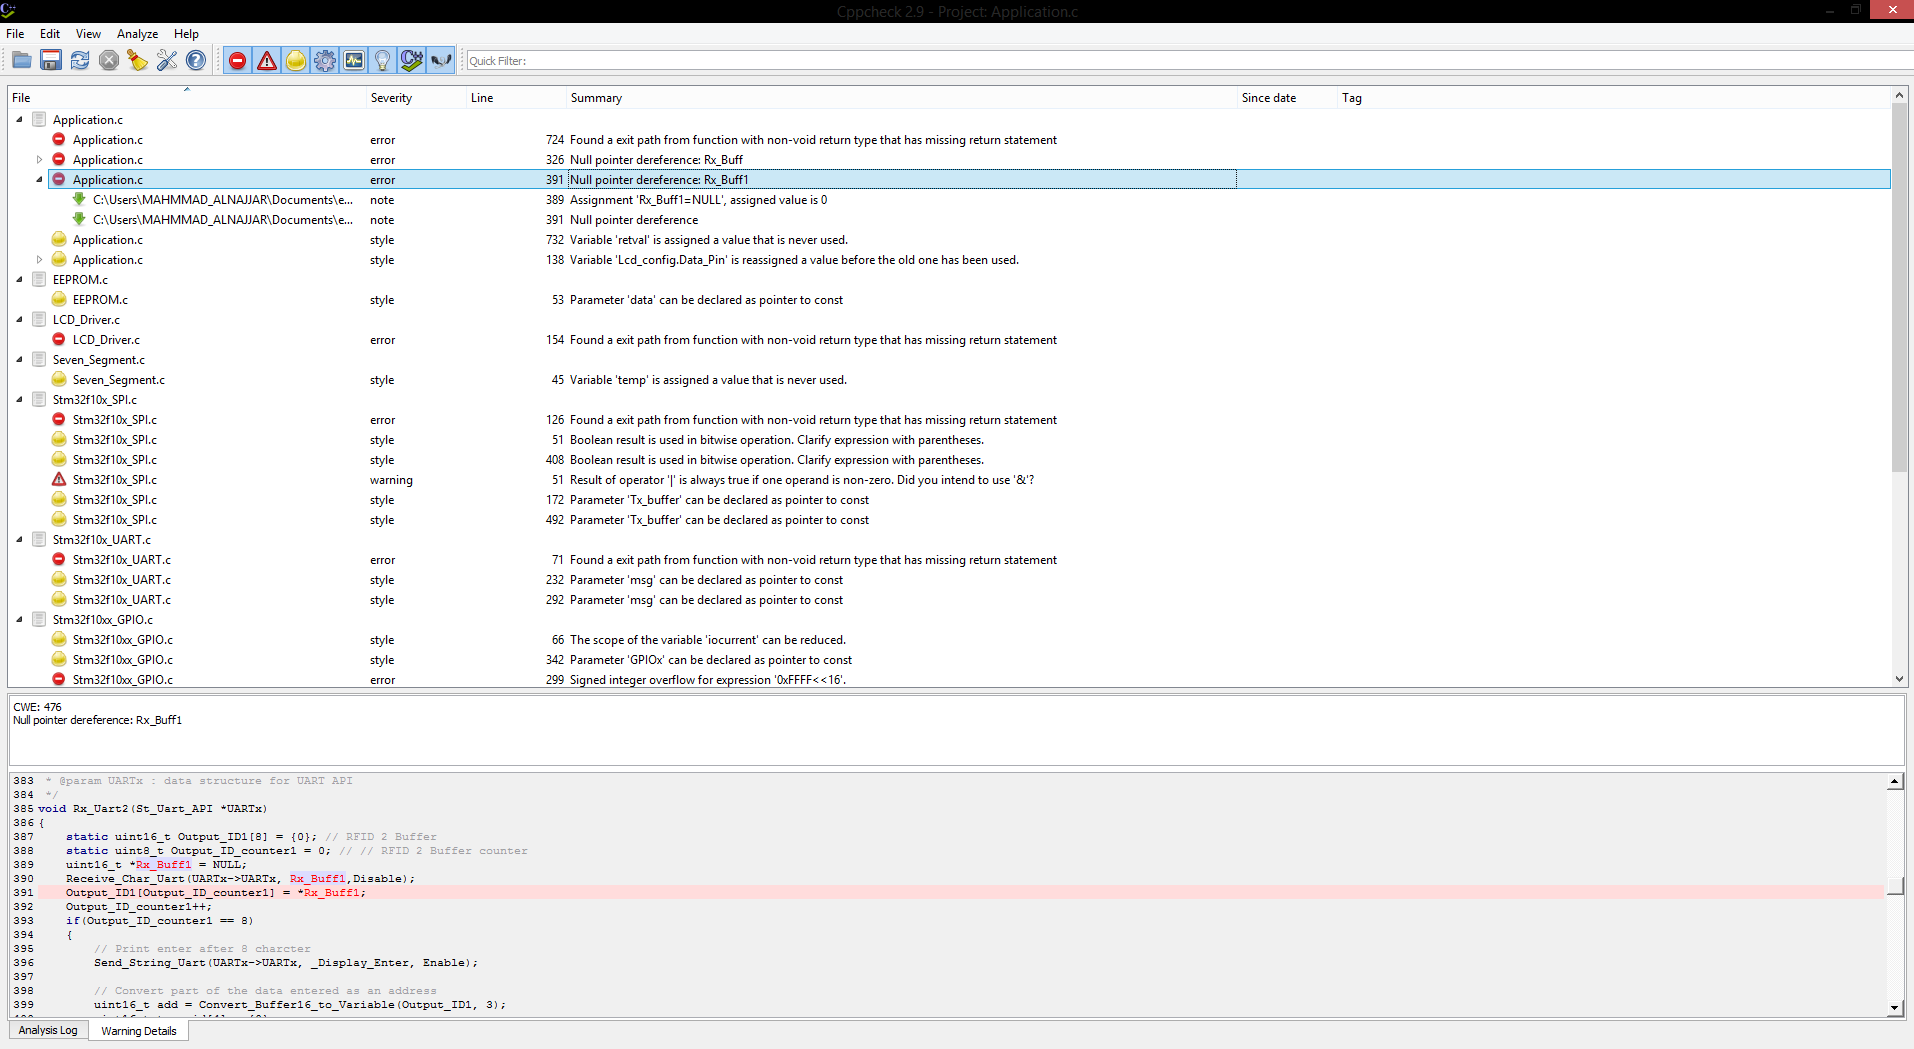 Cppcheck 2.9 - Project: Application.c
File Edit View Analyze Help
Quick Filter:
File Severity Line Summary Since date Tag
Application.c
Application.c error 724 Found a exit path from function with non-void return type that has missing return statement
Application.c error 326 Null pointer dereference: Rx_Buff
Application.c error 391 Null pointer dereference: Rx_Buff1
C:\Users\MAHMMAD_ALNAJJAR\Documents\e... note 389 Assignment 'Rx_Buff1=NULL', assigned value is 0
C:\Users\MAHMMAD_ALNAJJAR\Documents\e... note 391 Null pointer dereference
Application.c style 732 Variable 'retval' is assigned a value that is never used.
Application.c style 138 Variable 'Lcd_config.Data_Pin' is reassigned a value before the old one has been used.
EEPROM.c
EEPROM.c style 53 Parameter 'data' can be declared as pointer to const
LCD_Driver.c
LCD_Driver.c error 154 Found a exit path from function with non-void return type that has missing return statement
Seven_Segment.c
Seven_Segment.c style 45 Variable 'temp' is assigned a value that is never used.
Stm32f10x_SPI.c
Stm32f10x_SPI.c error 126 Found a exit path from function with non-void return type that has missing return statement
Stm32f10x_SPI.c style 51 Boolean result is used in bitwise operation. Clarify expression with parentheses.
Stm32f10x_SPI.c style 408 Boolean result is used in bitwise operation. Clarify expression with parentheses.
Stm32f10x_SPI.c warning 51 Result of operator '|' is always true if one operand is non-zero. Did you intend to use '&'?
Stm32f10x_SPI.c style 172 Parameter 'Tx_buffer' can be declared as pointer to const
Stm32f10x_SPI.c style 492 Parameter 'Tx_buffer' can be declared as pointer to const
Stm32f10x_UART.c
Stm32f10x_UART.c error 71 Found a exit path from function with non-void return type that has missing return statement
Stm32f10x_UART.c style 232 Parameter 'msg' can be declared as pointer to const
Stm32f10x_UART.c style 292 Parameter 'msg' can be declared as pointer to const
Stm32f10xx_GPIO.c
Stm32f10xx_GPIO.c style 66 The scope of the variable 'iocurrent' can be reduced.
Stm32f10xx_GPIO.c style 342 Parameter 'GPIOx' can be declared as pointer to const
Stm32f10xx_GPIO.c error 299 Signed integer overflow for expression '0xFFFF<<16'.
CWE: 476
Null pointer dereference: Rx_Buff1
383 * @param UARTx : data structure for UART API
384 */
385 void Rx_Uart2(St_Uart_API *UARTx)
386 {
387 static uint16_t Output_ID1[8] = {0}; // RFID 2 Buffer
388 static uint8_t Output_ID_counter1 = 0; // // RFID 2 Buffer counter
389 uint16_t *Rx_Buff1 = NULL;
390 Receive_Char_Uart(UARTx->UARTx, Rx_Buff1,Disable);
391 Output_ID1[Output_ID_counter1] = *Rx_Buff1;
392 Output_ID_counter1++;
393 if(Output_ID_counter1 == 8)
394 {
395 // Print enter after 8 charcter
396 Send_String_Uart(UARTx->UARTx, _Display_Enter, Enable);
397
398 // Convert part of the data entered as an address
399 uint16_t add = Convert_Buffer16_to_Variable(Output_ID1, 3);
Analysis Log Warning Details